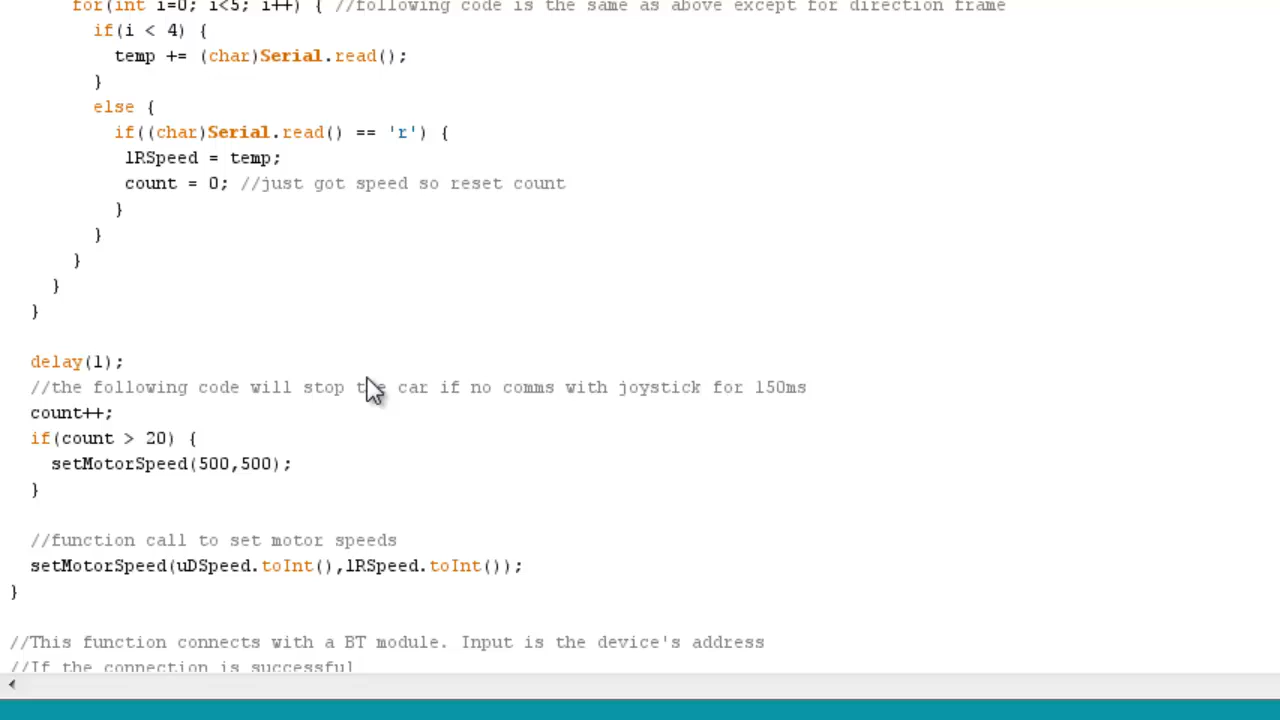 for(int i=0; i<5; i++) { //following code is the same as above except for direction frame
if(i < 4) {
temp += (char)Serial.read();
}
else {
if((char)Serial.read() == 'r') {
lRSpeed = temp;
count = 0; //just got speed so reset count
}
}
}
}
}
delay(1);
//the following code will stop the car if no comms with joystick for 150ms
count++;
if(count > 20) {
setMotorSpeed(500,500);
}
//function call to set motor speeds
setMotorSpeed(uDSpeed.toInt(),lRSpeed.toInt());
}
//This function connects with a BT module. Input is the device's address
//If the connection is successful